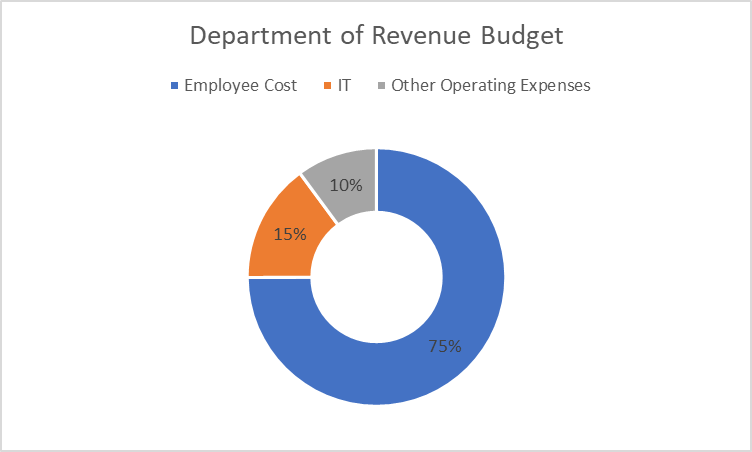 Department of Revenue Budget
Employee Cost IT Other Operating Expenses
10%
15%
75%